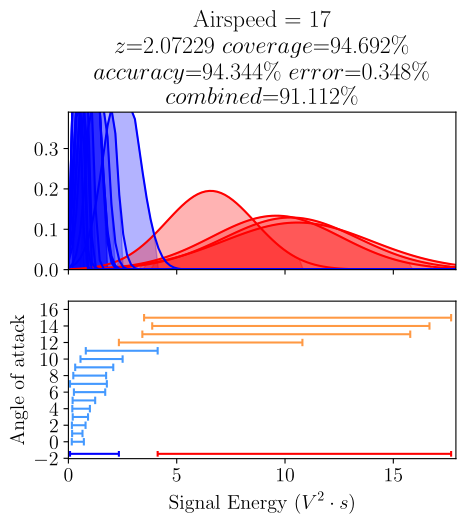 Airspeed = 17
z=2.07229 coverage=94.692%
accuracy=94.344% error=0.348%
combined=91.112%
0.3
0.2
0.1
0.0
16
14
12
10
8
6
4
2
0
−2
Angle of attack
0 5 10 15
Signal Energy (V² · s)